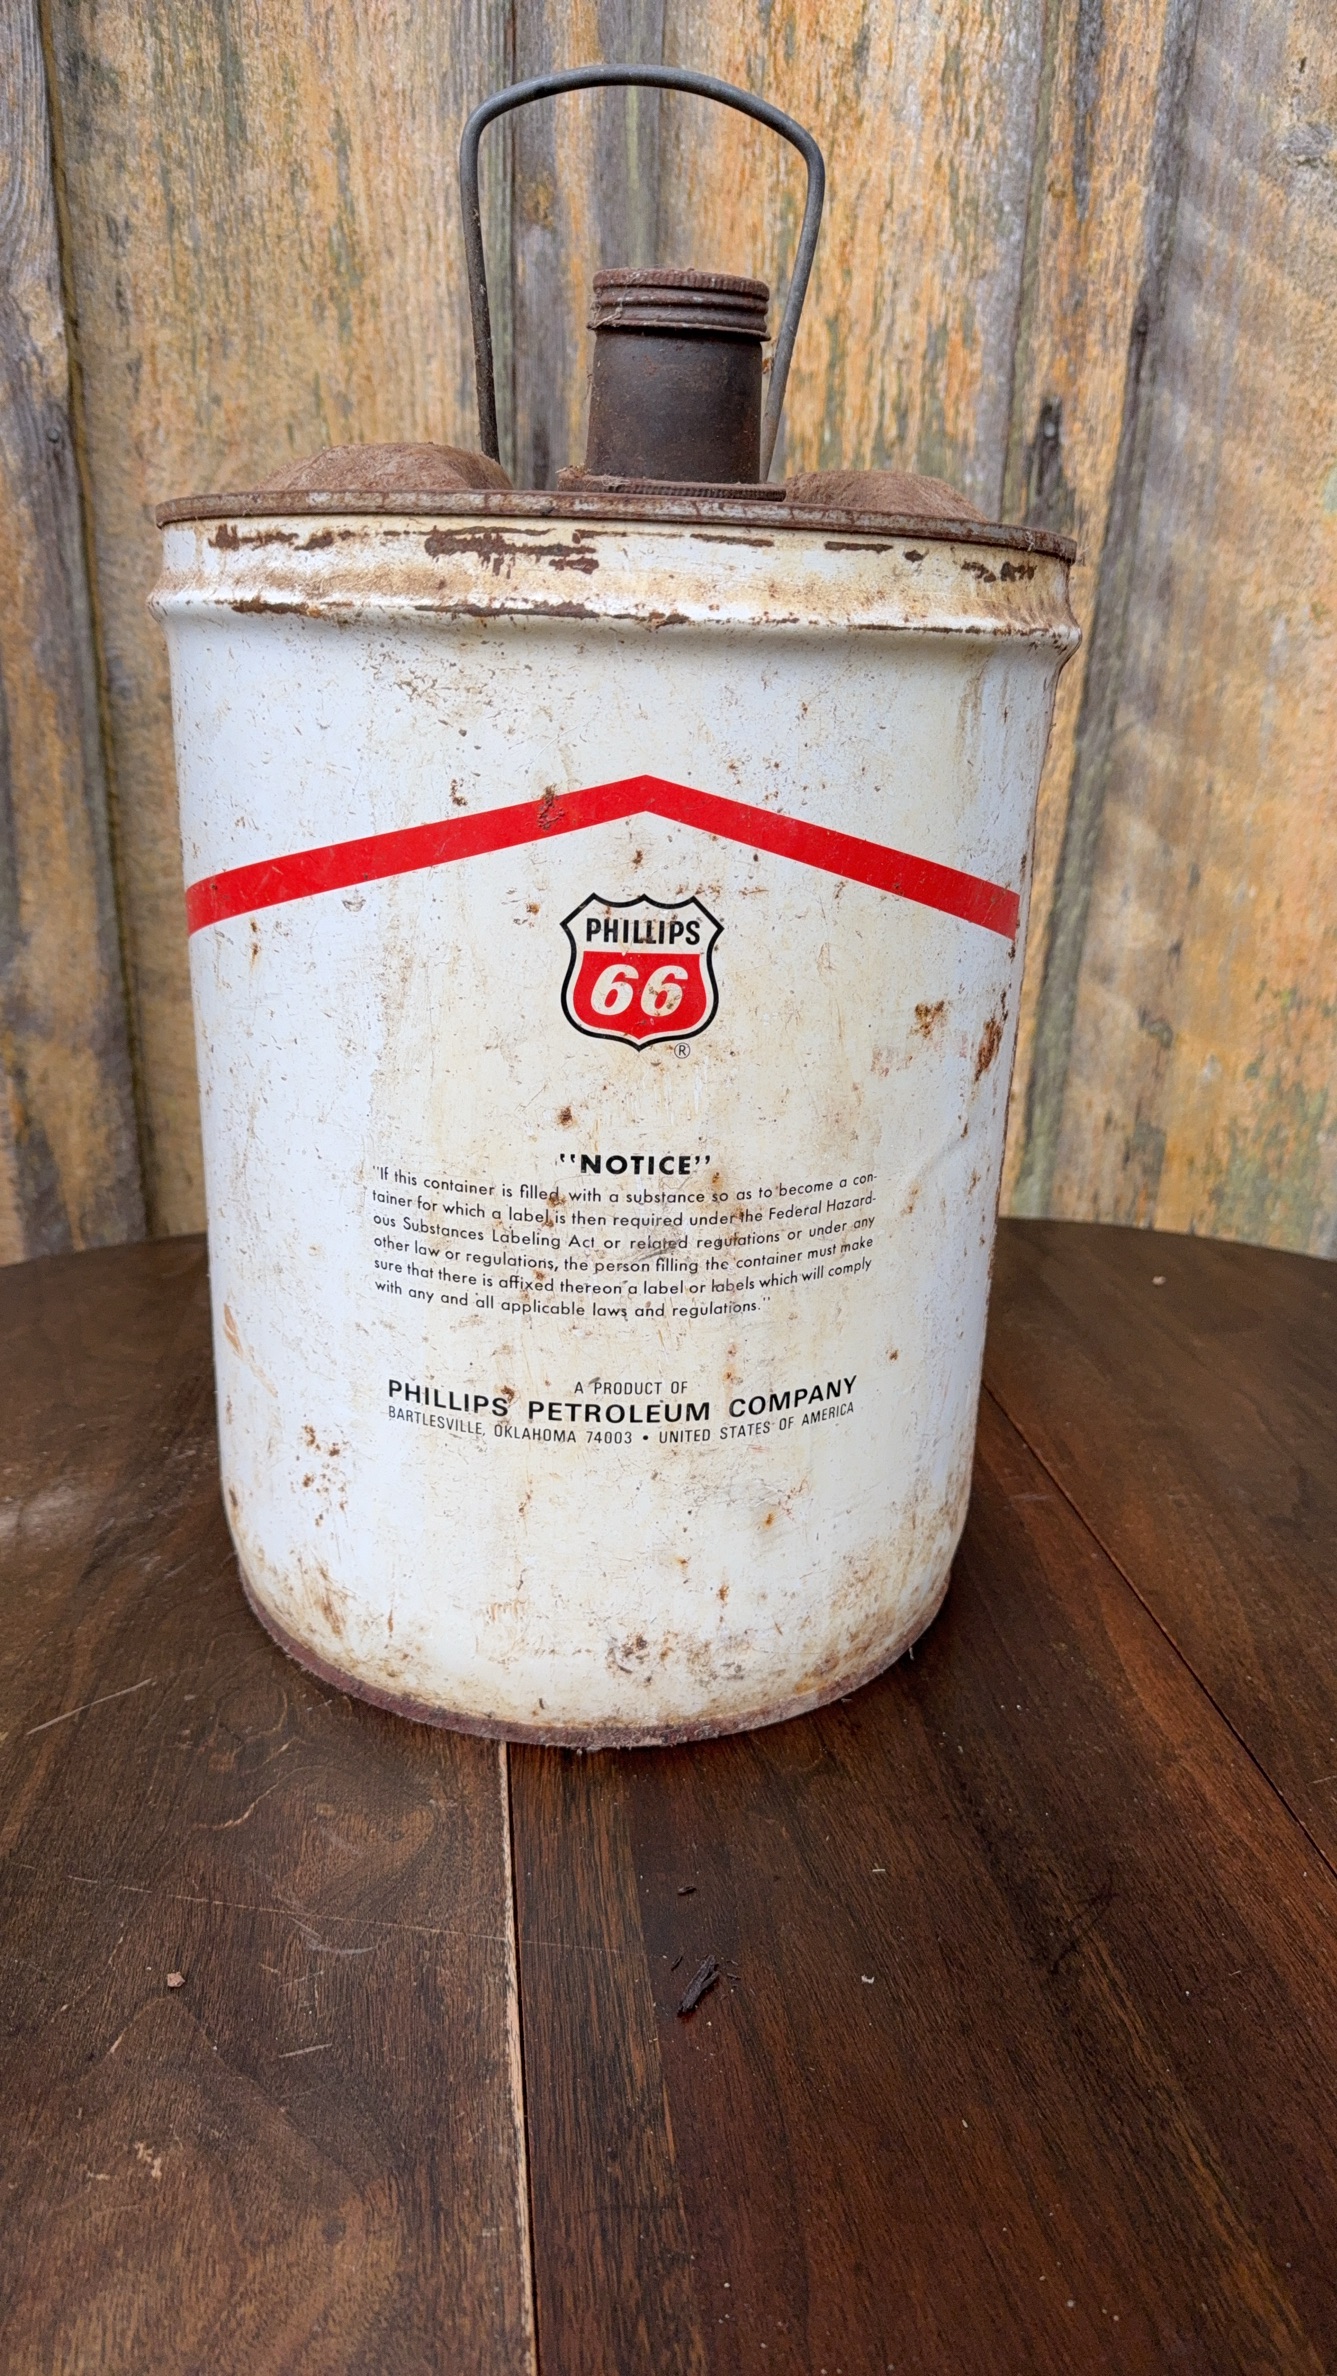 PHILLIPS
66
®
"NOTICE"
"If this container is filled with a substance so as to become a con-
tainer for which a label is then required under the Federal Hazard-
ous Substances Labeling Act or related regulations or under any
other law or regulations, the person filling the container must make
sure that there is affixed thereon a label or labels which will comply
with any and all applicable laws and regulations."
A PRODUCT OF
PHILLIPS PETROLEUM COMPANY
BARTLESVILLE, OKLAHOMA 74003 • UNITED STATES OF AMERICA